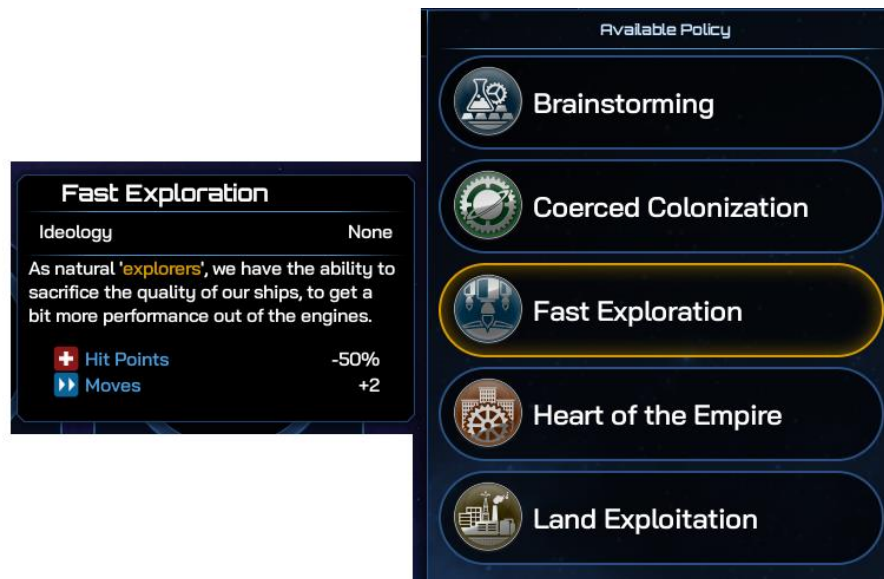 Fast Exploration
Ideology None
As natural 'explorers', we have the ability to
sacrifice the quality of our ships, to get a
bit more performance out of the engines.
Hit Points -50%
Moves +2
Available Policy
Brainstorming
Coerced Colonization
Fast Exploration
Heart of the Empire
Land Exploitation